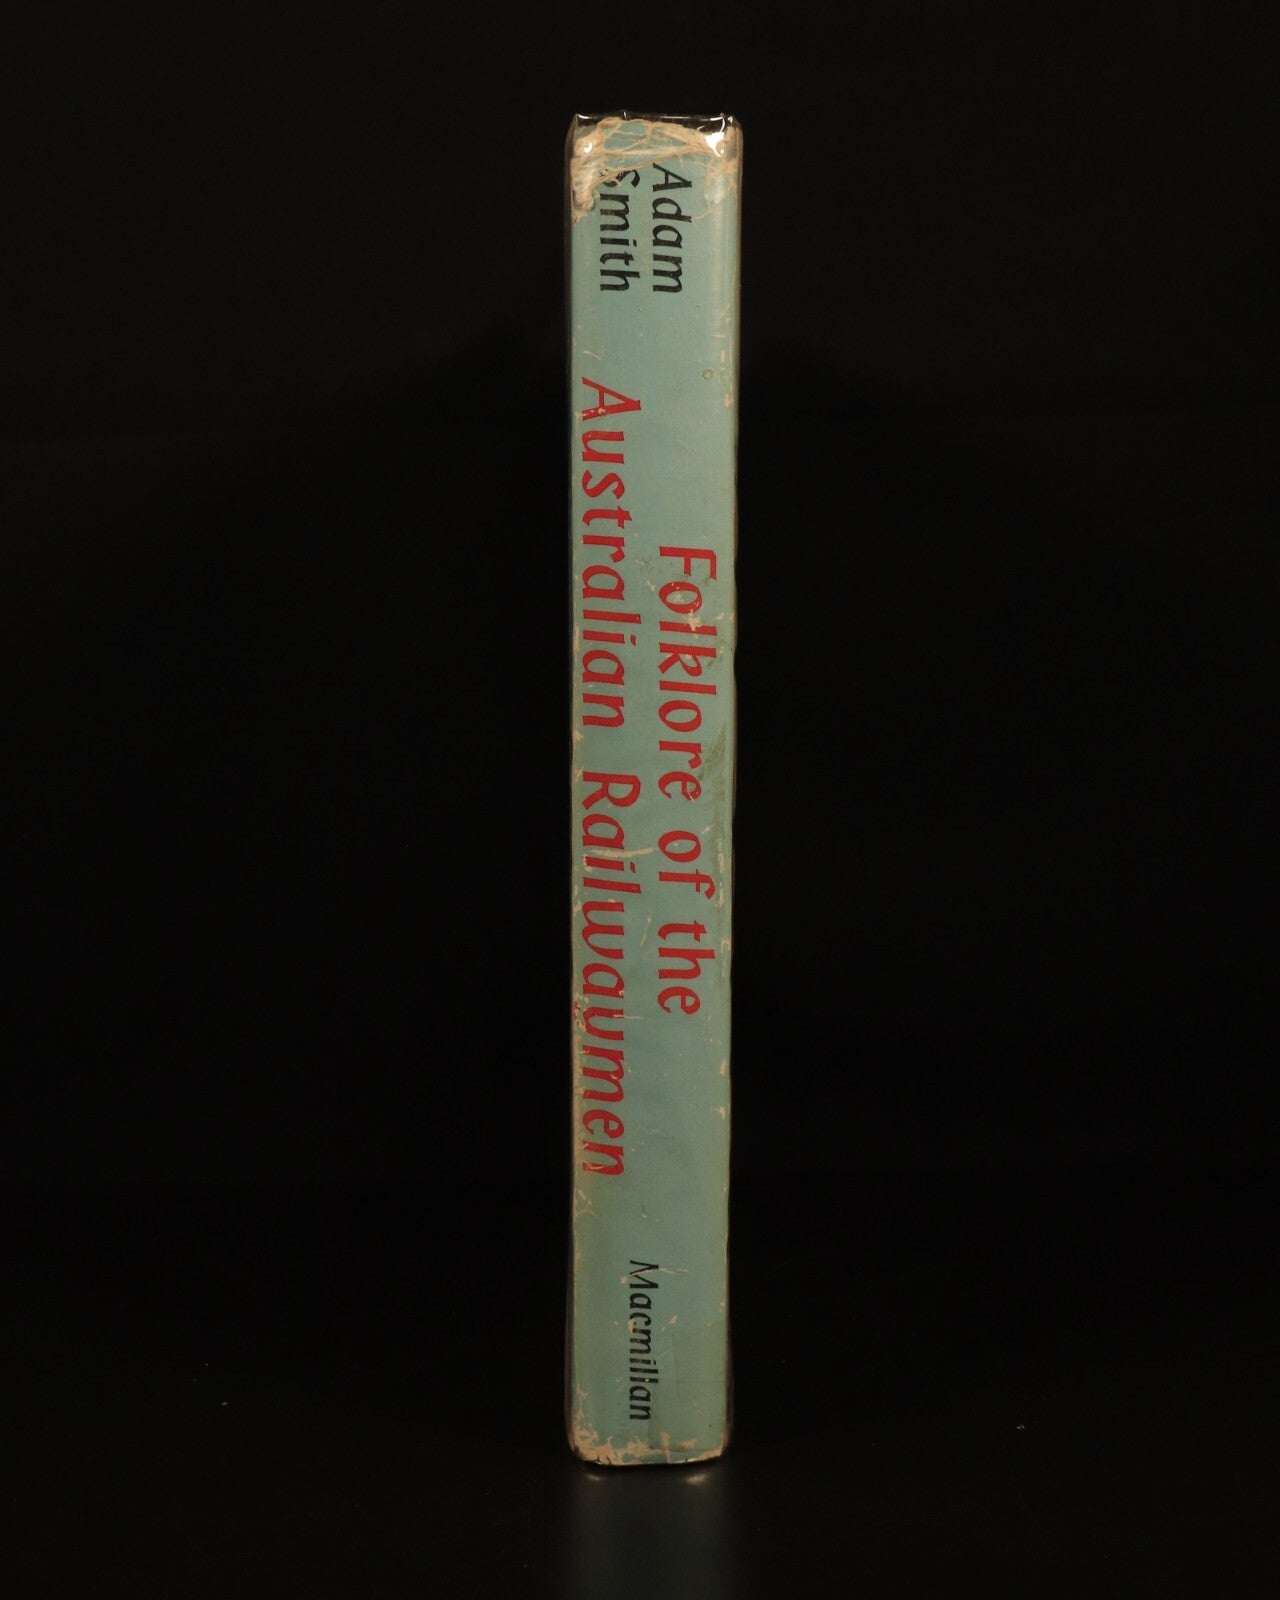 Adam
Smith
Folklore of the
Australian Railwaymen
Macmillan